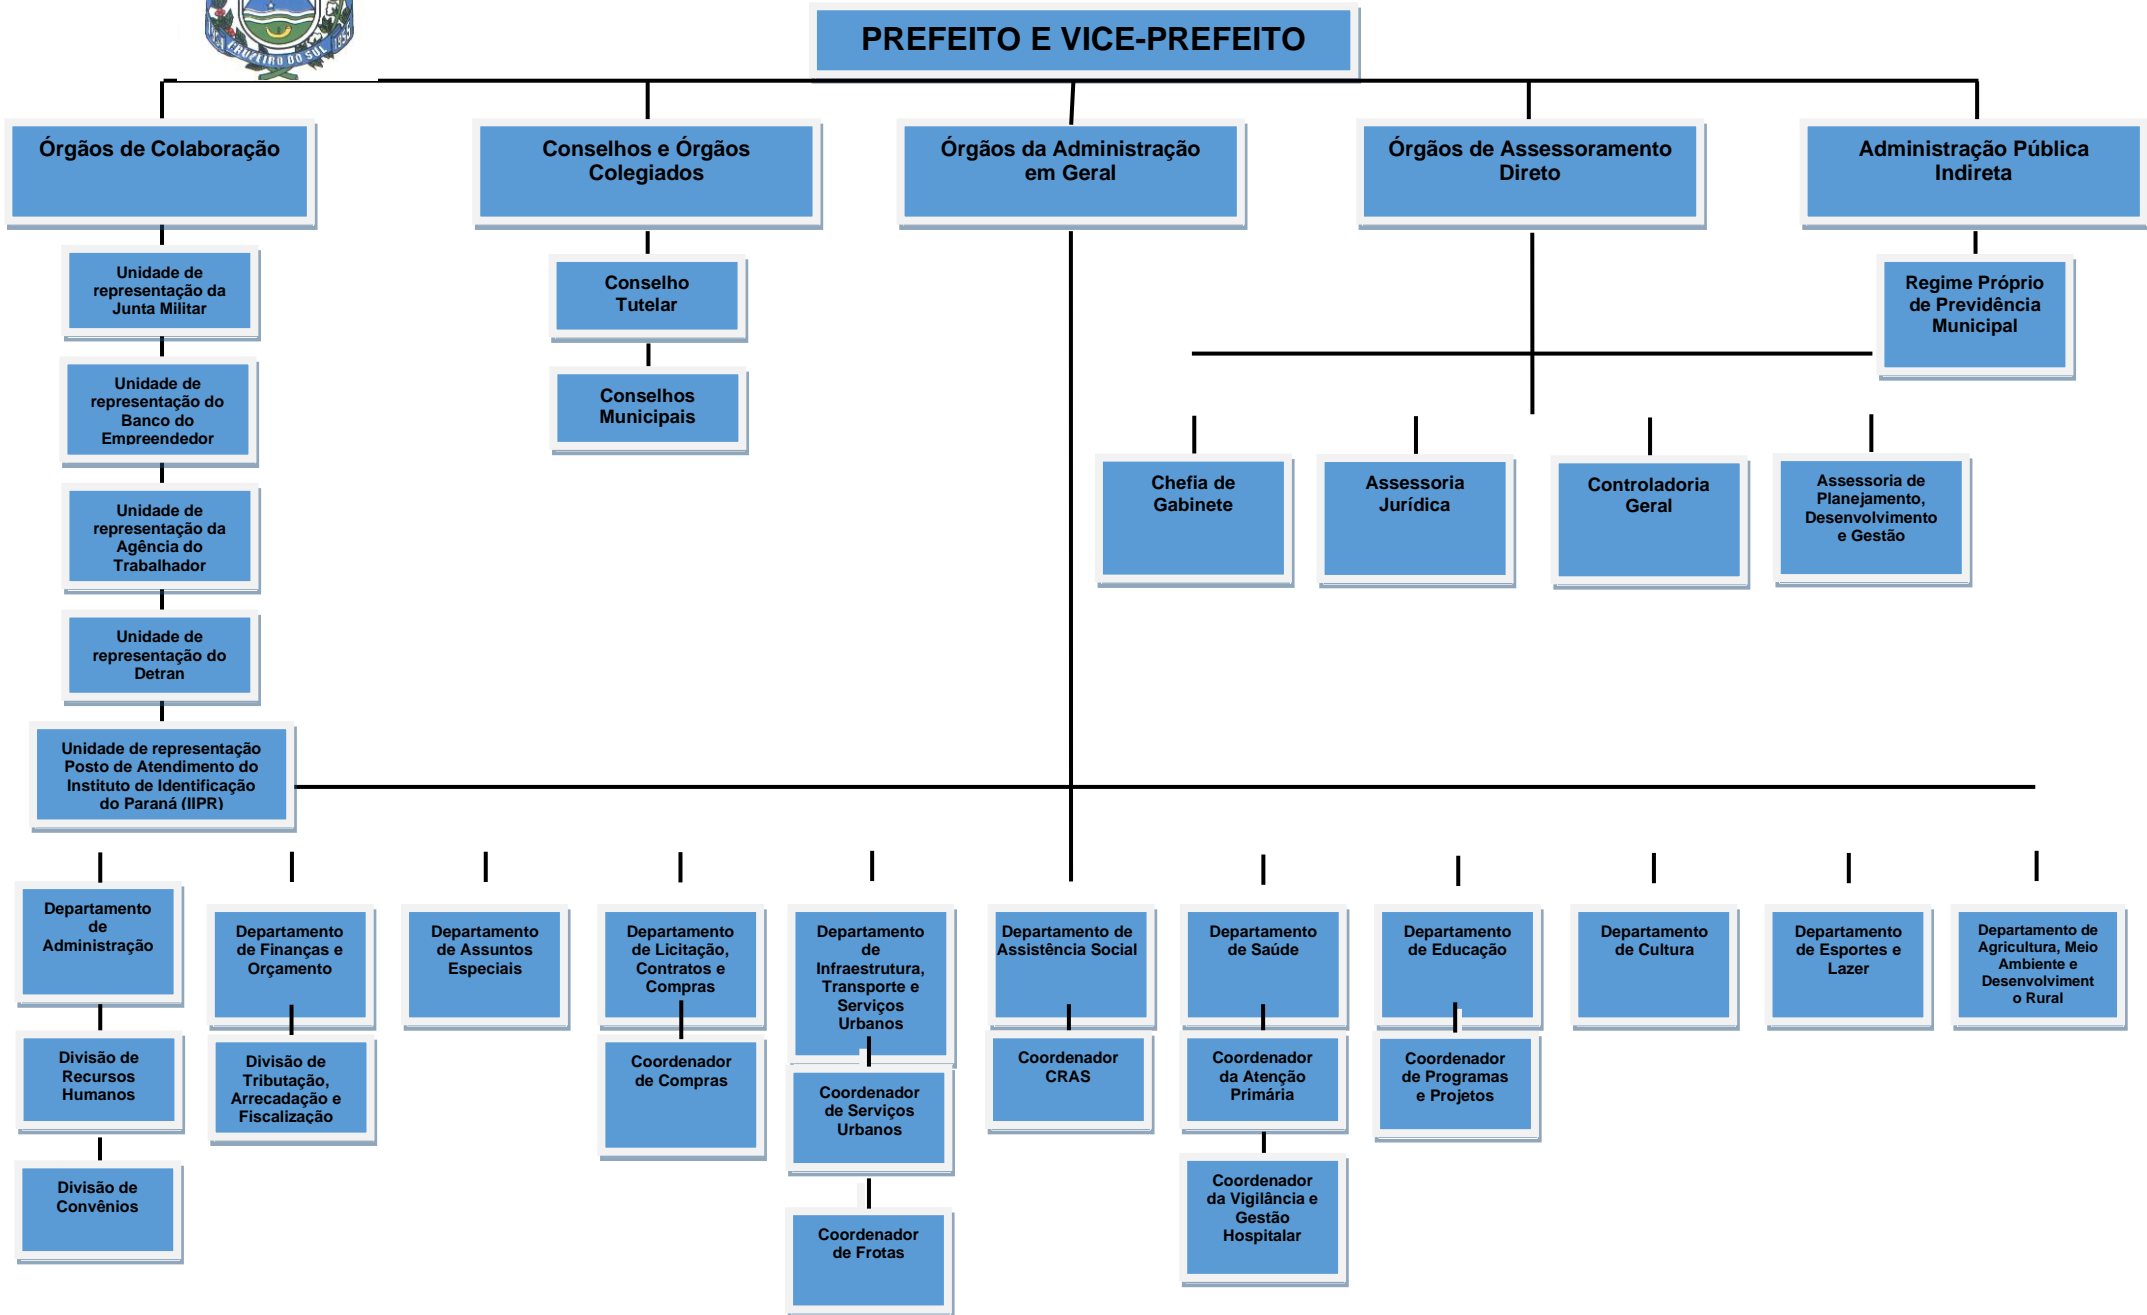 CRUZEIRO DO SUL
PREFEITO E VICE-PREFEITO
Órgãos de Colaboração
Conselhos e Órgãos
Colegiados
Órgãos da Administração
em Geral
Órgãos de Assessoramento
Direto
Administração Pública
Indireta
Unidade de
representação da
Junta Militar
Unidade de
representação do
Banco do
Empreendedor
Unidade de
representação da
Agência do
Trabalhador
Unidade de
representação do
Detran
Unidade de representação
Posto de Atendimento do
Instituto de Identificação
do Paraná (IIPR)
Conselho
Tutelar
Conselhos
Municipais
Regime Próprio
de Previdência
Municipal
Chefia de
Gabinete
Assessoria
Jurídica
Controladoria
Geral
Assessoria de
Planejamento,
Desenvolvimento
e Gestão
Departamento
de
Administração
Divisão de
Recursos
Humanos
Divisão de
Convênios
Departamento
de Finanças e
Orçamento
Divisão de
Tributação,
Arrecadação e
Fiscalização
Departamento
de Assuntos
Especiais
Departamento
de Licitação,
Contratos e
Compras
Coordenador
de Compras
Departamento
de
Infraestrutura,
Transporte e
Serviços
Urbanos
Coordenador
de Serviços
Urbanos
Coordenador
de Frotas
Departamento de
Assistência Social
Coordenador
CRAS
Departamento
de Saúde
Coordenador
da Atenção
Primária
Coordenador
da Vigilância e
Gestão
Hospitalar
Departamento
de Educação
Coordenador
de Programas
e Projetos
Departamento
de Cultura
Departamento
de Esportes e
Lazer
Departamento de
Agricultura, Meio
Ambiente e
Desenvolviment
o Rural